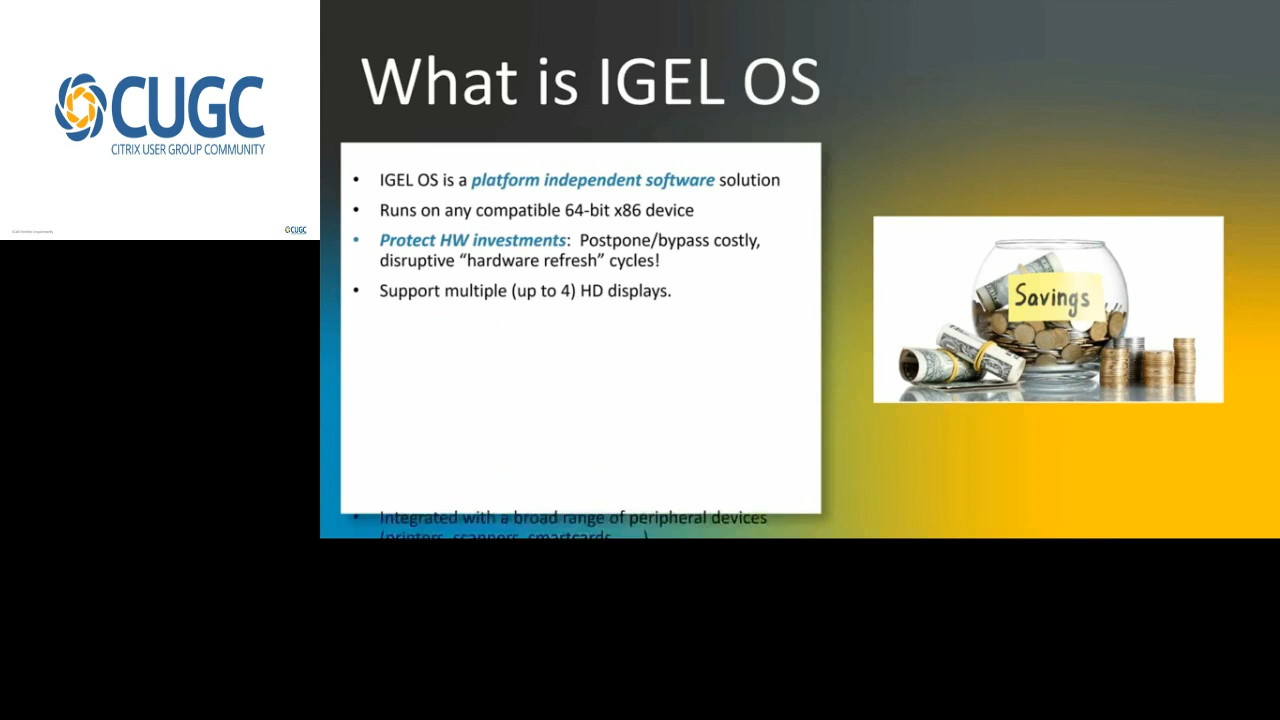 CUGC
CITRIX USER GROUP COMMUNITY
CUGC
What is IGEL OS
• IGEL OS is a platform independent software solution
• Runs on any compatible 64-bit x86 device
• Protect HW investments: Postpone/bypass costly,
disruptive “hardware refresh” cycles!
• Support multiple (up to 4) HD displays.
• Integrated with a broad range of peripheral devices
(printers, scanners, smartcards, ...)
Savings